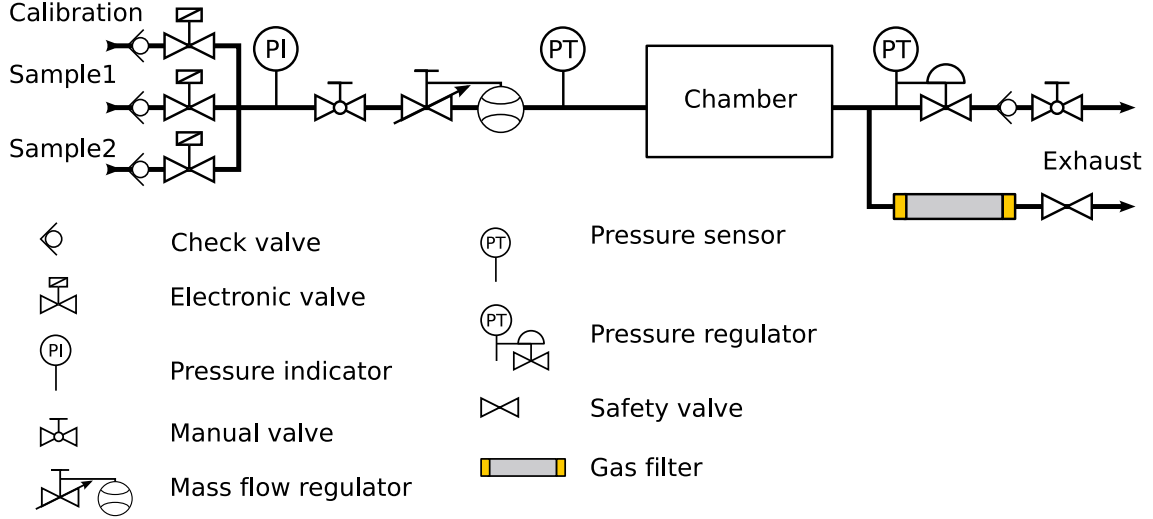 Calibration
Sample1
Sample2
PI
PT
Chamber
PT
Exhaust
Check valve
Electronic valve
PI
Pressure indicator
Manual valve
Mass flow regulator
PT
Pressure sensor
PT
Pressure regulator
Safety valve
Gas filter